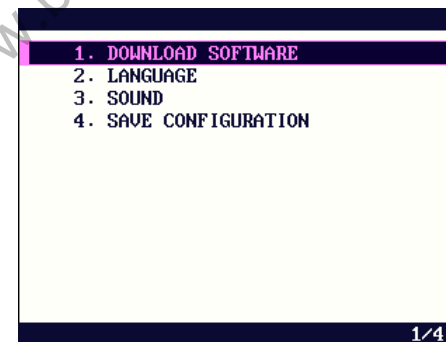 1. DOWNLOAD SOFTWARE
2. LANGUAGE
3. SOUND
4. SAVE CONFIGURATION
1/4